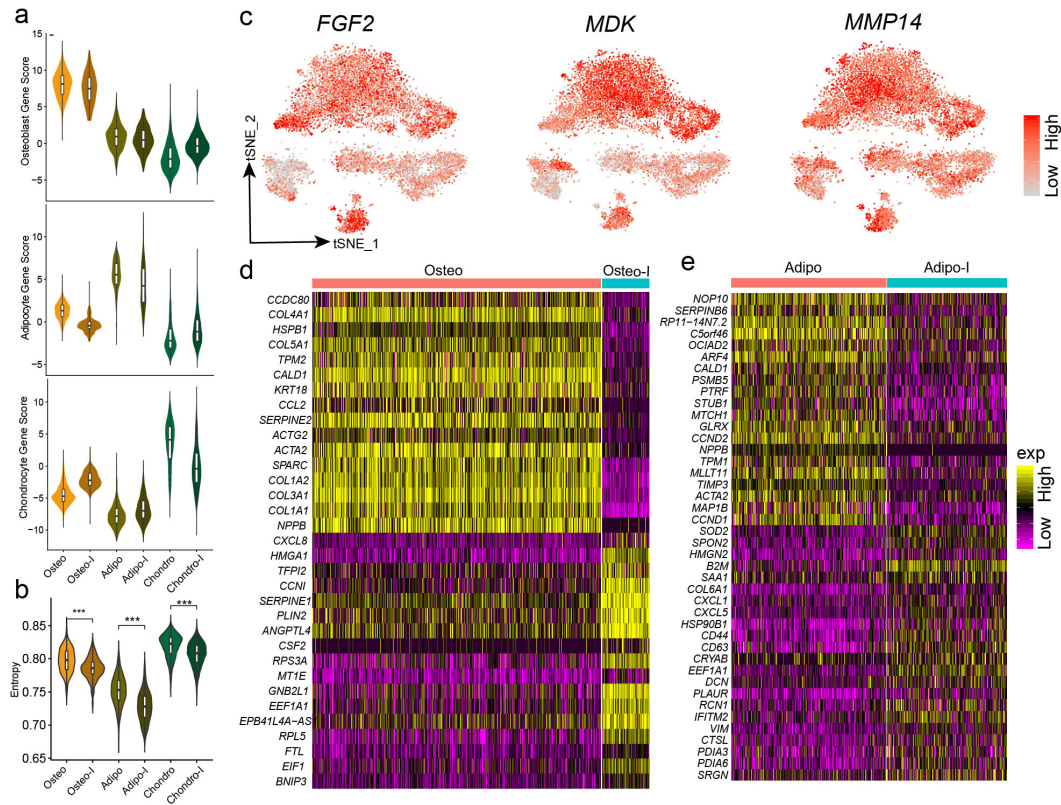 a
Osteoblast Gene Score
15
10
5
0
−5
Adipocyte Gene Score
10
5
0
−5
Chondrocyte Gene Score
10
5
0
−5
−10
Osteo
Osteo-I
Adipo
Adipo-I
Chondro
Chondro-I
b
Entropy
0.85
0.80
0.75
0.70
0.65
***
***
***
Osteo
Osteo-I
Adipo
Adipo-I
Chondro
Chondro-I
c
FGF2
MDK
MMP14
tSNE_2
tSNE_1
High
Low
d
Osteo
Osteo-I
CCDC80
COL4A1
HSPB1
COL5A1
TPM2
CALD1
KRT18
CCL2
SERPINE2
ACTG2
ACTA2
SPARC
COL1A2
COL3A1
COL1A1
NPPB
CXCL8
HMGA1
TFPI2
CCNI
SERPINE1
PLIN2
ANGPTL4
CSF2
RPS3A
MT1E
GNB2L1
EEF1A1
EPB41L4A−AS
RPL5
FTL
EIF1
BNIP3
e
Adipo
Adipo-I
NOP10
SERPINB6
RP11−14N7.2
C5orf46
OCIAD2
ARF4
CALD1
PSMB5
PTRF
STUB1
MTCH1
GLRX
CCND2
NPPB
TPM1
MLLT11
TIMP3
ACTA2
MAP1B
CCND1
SOD2
SPON2
HMGN2
B2M
SAA1
COL6A1
CXCL1
CXCL5
HSP90B1
CD44
CD63
CRYAB
EEF1A1
DCN
PLAUR
RCN1
IFITM2
VIM
CTSL
PDIA3
PDIA6
SRGN
exp
High
Low